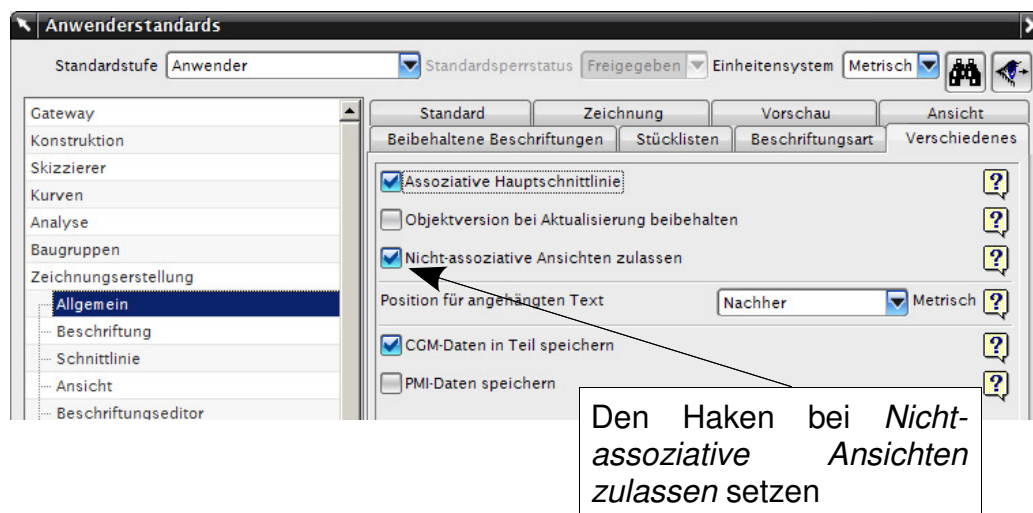 Anwenderstandards
Standardstufe Anwender Standardsperrstatus Freigegeben Einheitensystem Metrisch
Gateway
Konstruktion
Skizzierer
Kurven
Analyse
Baugruppen
Zeichnungserstellung
Allgemein
Beschriftung
Schnittlinie
Ansicht
Beschriftungseditor
Standard Zeichnung Vorschau Ansicht
Beibehaltene Beschriftungen Stücklisten Beschriftungsart Verschiedenes
Assoziative Hauptschnittlinie
Objektversion bei Aktualisierung beibehalten
Nicht-assoziative Ansichten zulassen
Position für angehängten Text Nachher Metrisch
CGM-Daten in Teil speichern
PMI-Daten speichern
Den Haken bei Nicht-
assoziative Ansichten
zulassen setzen